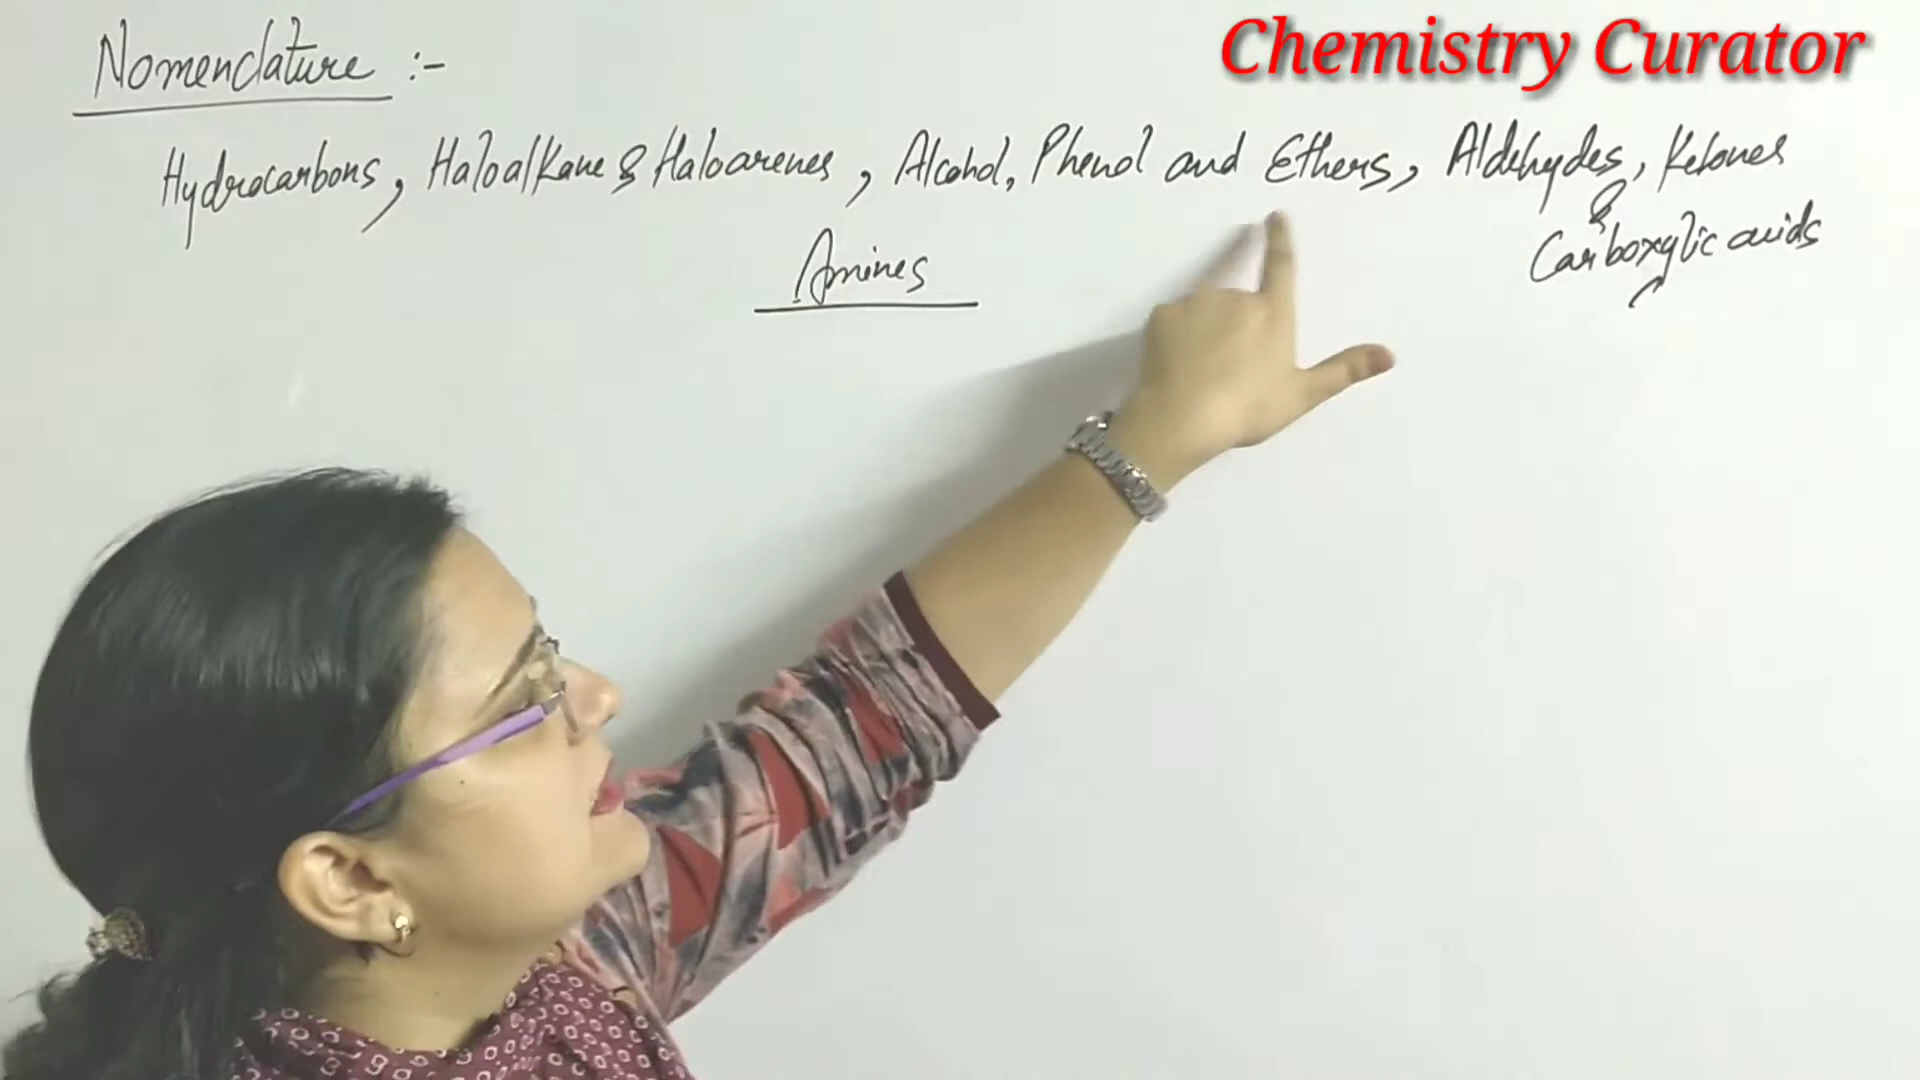 Chemistry Curator
Nomenclature :-
Hydrocarbons, Haloalkane & Haloarenes, Alcohol, Phenol and Ethers, Aldehydes, Ketones
& Carboxylic acids
Amines